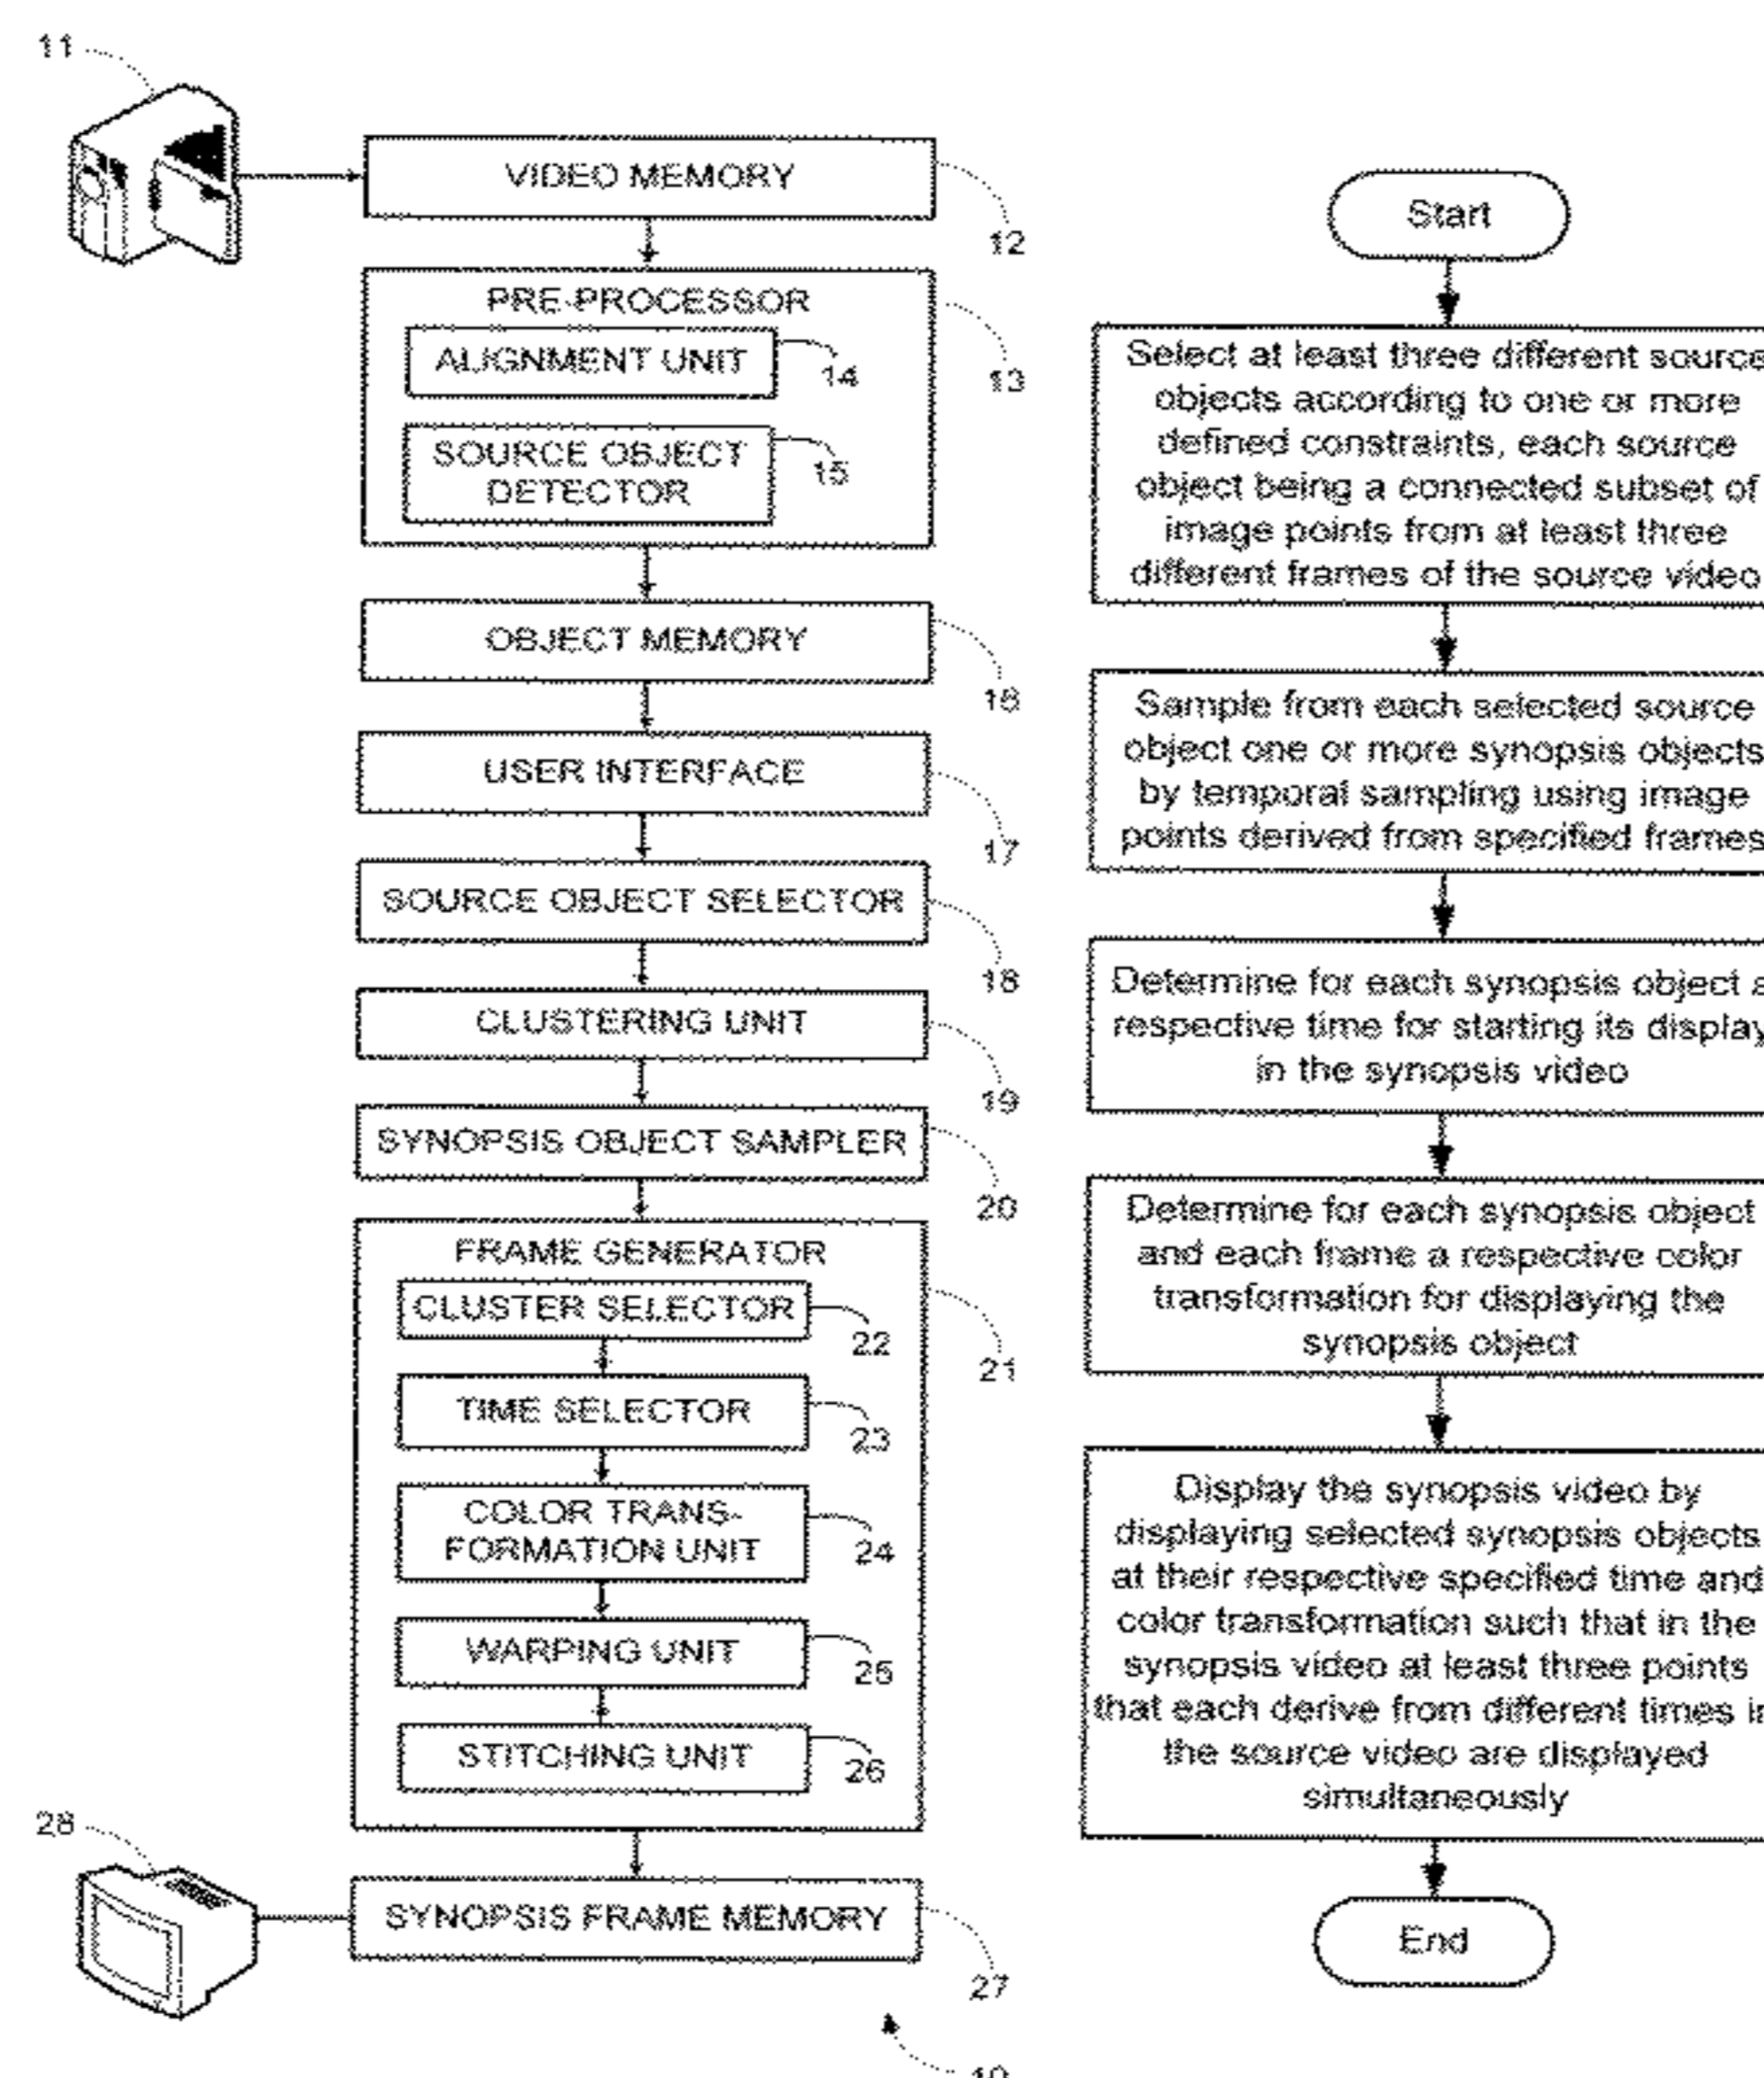 11
VIDEO MEMORY
12
PRE-PROCESSOR
13
ALIGNMENT UNIT
14
SOURCE OBJECT
DETECTOR
15
OBJECT MEMORY
16
USER INTERFACE
17
SOURCE OBJECT SELECTOR
18
CLUSTERING UNIT
19
SYNOPSIS OBJECT SAMPLER
20
FRAME GENERATOR
21
CLUSTER SELECTOR
22
TIME SELECTOR
23
COLOR TRANS-
FORMATION UNIT
24
WARPING UNIT
25
STITCHING UNIT
26
28
SYNOPSIS FRAME MEMORY
27
10
Start
Select at least three different source
objects according to one or more
defined constraints, each source
object being a connected subset of
image points from at least three
different frames of the source video
Sample from each selected source
object one or more synopsis objects
by temporal sampling using image
points derived from specified frames
Determine for each synopsis object a
respective time for starting its display
in the synopsis video
Determine for each synopsis object
and each frame a respective color
transformation for displaying the
synopsis object
Display the synopsis video by
displaying selected synopsis objects
at their respective specified time and
color transformation such that in the
synopsis video at least three points
that each derive from different times in
the source video are displayed
simultaneously
End